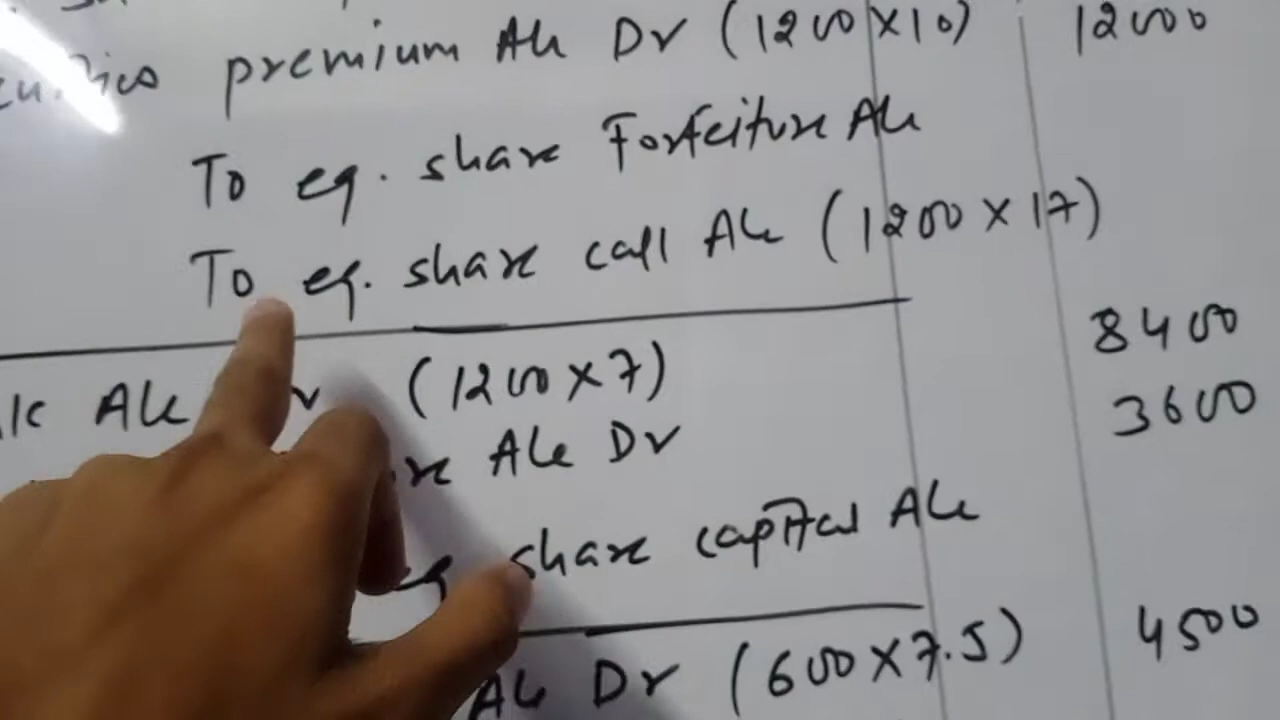 premium A/c Dr (1200×10) 12000
To eq. share Forfeiture A/c
To eq. share call A/c (1200×17)
A/c (1200×7) 8400
A/c Dr 3600
share capital A/c
A/c Dr (600×7.5) 4500